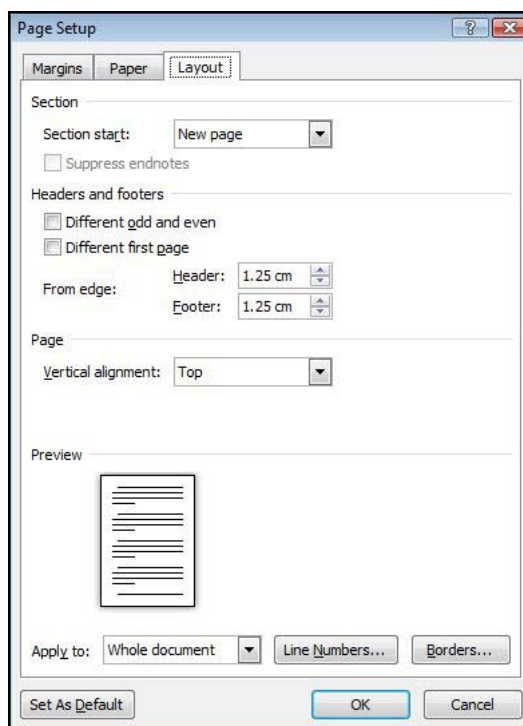 Page Setup
Margins Paper Layout
Section
Section start: New page
Suppress endnotes
Headers and footers
Different odd and even
Different first page
Header: 1.25 cm
From edge:
Footer: 1.25 cm
Page
Vertical alignment: Top
Preview
Apply to: Whole document Line Numbers... Borders...
Set As Default OK Cancel